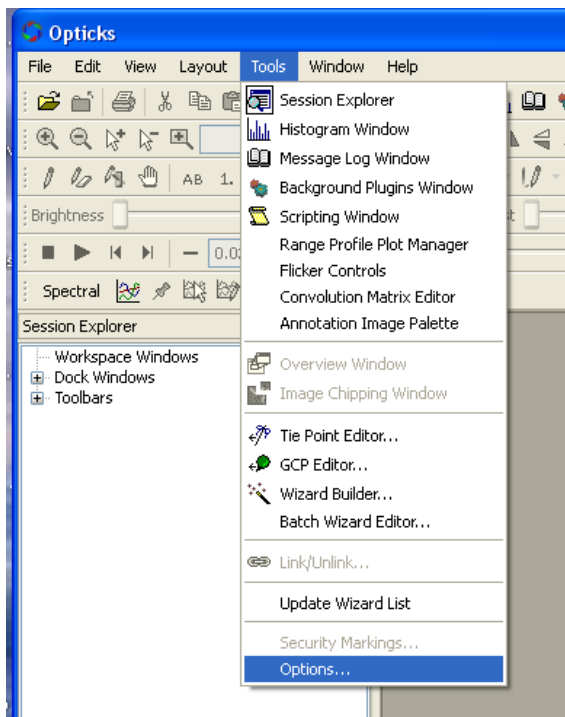 Opticks
File Edit View Layout Tools Window Help
Session Explorer
Histogram Window
Message Log Window
AB 1. Background Plugins Window
Brightness Scripting Window
Range Profile Plot Manager
0.0
Flicker Controls
Spectral Convolution Matrix Editor
Annotation Image Palette
Session Explorer
Workspace Windows
Dock Windows
Toolbars
Overview Window
Image Chipping Window
Tie Point Editor...
GCP Editor...
Wizard Builder...
Batch Wizard Editor...
Link/Unlink...
Update Wizard List
Security Markings...
Options...